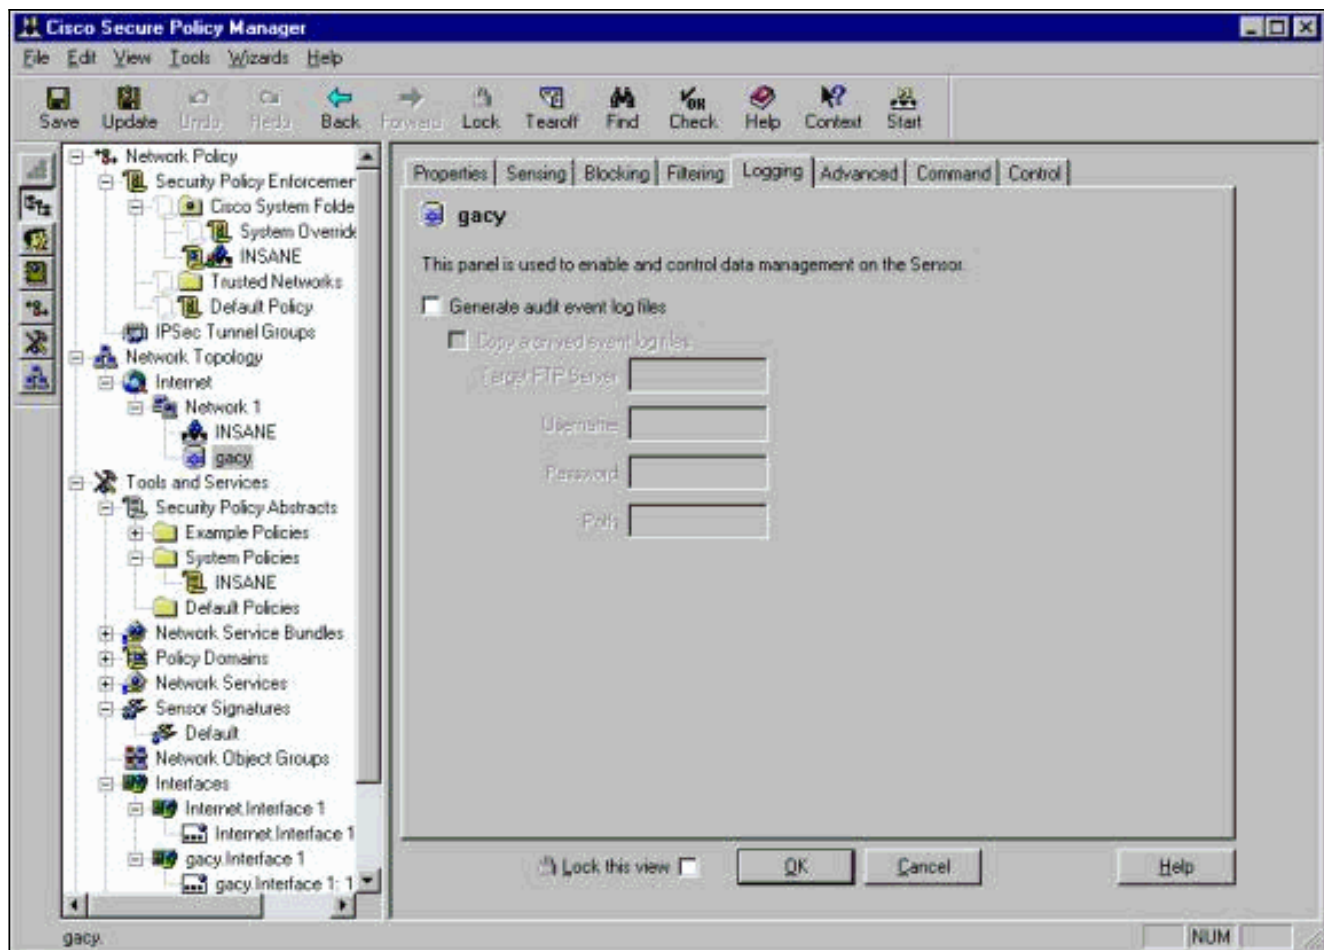 Cisco Secure Policy Manager
File Edit View Tools Wizards Help
Save Update Undo Redo Back Forward Lock Tearoff Find Check Help Context Start
Network Policy
Security Policy Enforcemer
Cisco System Folde
System Override
INSANE
Trusted Networks
Default Policy
IPSec Tunnel Groups
Network Topology
Internet
Network 1
INSANE
gacy
Tools and Services
Security Policy Abstracts
Example Policies
System Policies
INSANE
Default Policies
Network Service Bundles
Policy Domains
Network Services
Sensor Signatures
Default
Network Object Groups
Interfaces
Internet.Interface 1
Internet.Interface 1
gacy.Interface 1
gacy.Interface 1: 1
Properties Sensing Blocking Filtering Logging Advanced Command Control
gacy
This panel is used to enable and control data management on the Sensor.
Generate audit event log files
Copy archived event log files
Target FTP Server
Username
Password
Path
Lock this view OK Cancel Help
gacy. NUM